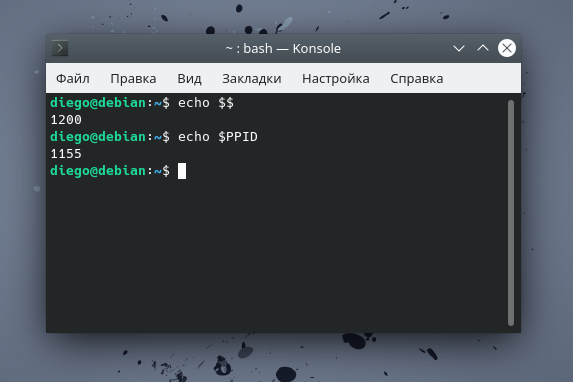 ~ : bash — Konsole
Файл Правка Вид Закладки Настройка Справка
diego@debian:~$ echo $$
1200
diego@debian:~$ echo $PPID
1155
diego@debian:~$